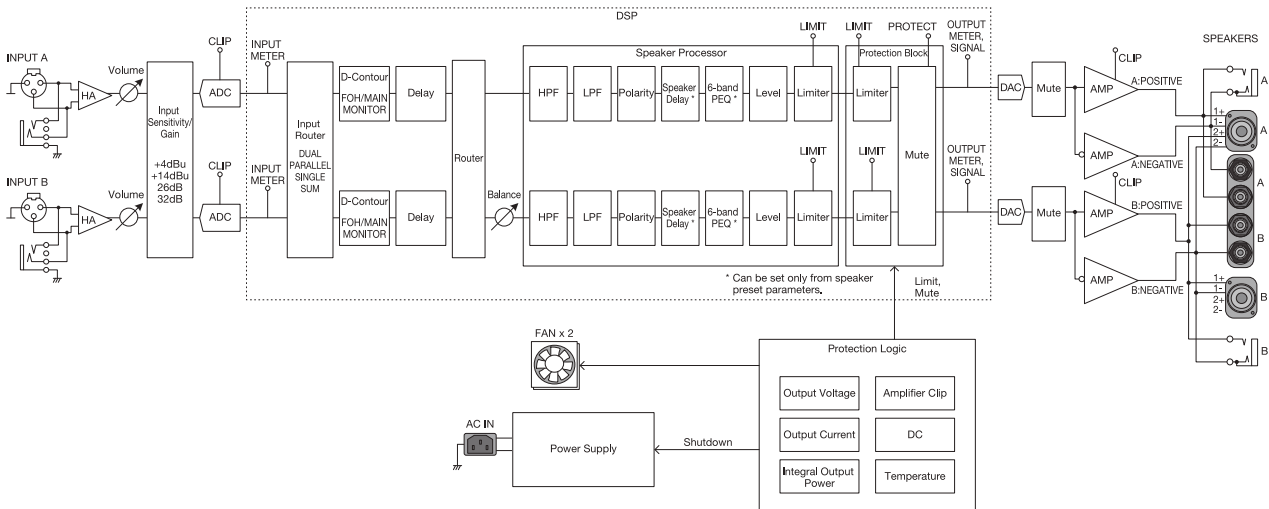 DSP
INPUT A
HA
Volume
Input
Sensitivity/
Gain
+4dBu
+14dBu
26dB
32dB
CLIP
ADC
INPUT
METER
Input
Router
DUAL
PARALLEL
SINGLE
SUM
D-Contour
FOH/MAIN
MONITOR
Delay
Router
Speaker Processor
HPF
LPF
Polarity
Speaker
Delay *
6-band
PEQ *
Level
LIMIT
Limiter
Protection Block
LIMIT
Limiter
PROTECT
Mute
OUTPUT
METER,
SIGNAL
DAC
Mute
CLIP
AMP
A:POSITIVE
AMP
A:NEGATIVE
SPEAKERS
A
1+
1-
2+
2-
A
A
B
INPUT B
HA
Volume
CLIP
ADC
INPUT
METER
D-Contour
FOH/MAIN
MONITOR
Delay
Balance
HPF
LPF
Polarity
Speaker
Delay *
6-band
PEQ *
Level
LIMIT
Limiter
LIMIT
Limiter
OUTPUT
METER,
SIGNAL
DAC
Mute
CLIP
AMP
B:POSITIVE
AMP
B:NEGATIVE
1+
1-
2+
2-
B
B
* Can be set only from speaker
preset parameters.
Limit,
Mute
FAN x 2
AC IN
Power Supply
Shutdown
Protection Logic
Output Voltage
Amplifier Clip
Output Current
DC
Integral Output
Power
Temperature